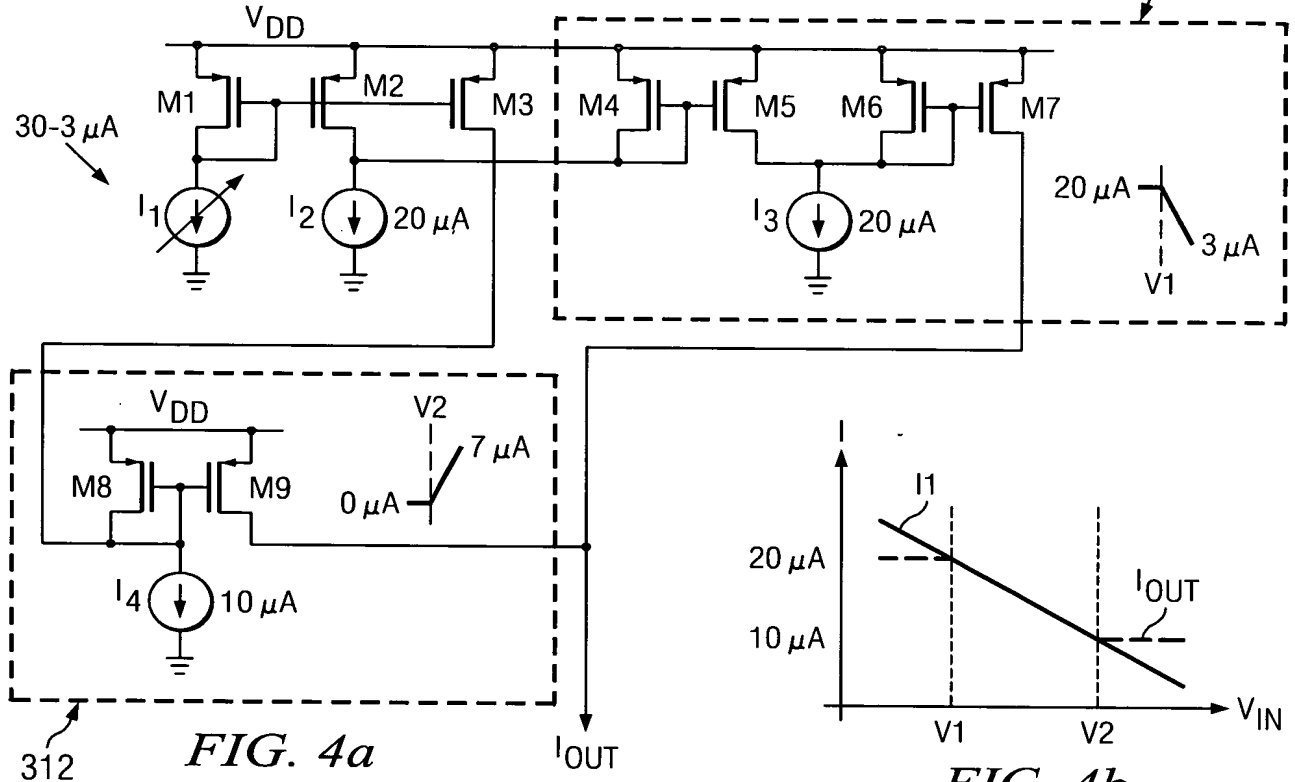 VDD
M1
M2
M3
M4
M5
M6
M7
30-3 μA
I1
I2
20 μA
I3
20 μA
20 μA
3 μA
V1
VDD
V2
M8
M9
7 μA
0 μA
I4
10 μA
312
FIG. 4a
IOUT
I
I1
20 μA
10 μA
IOUT
V1
V2
VIN
FIG. 4b